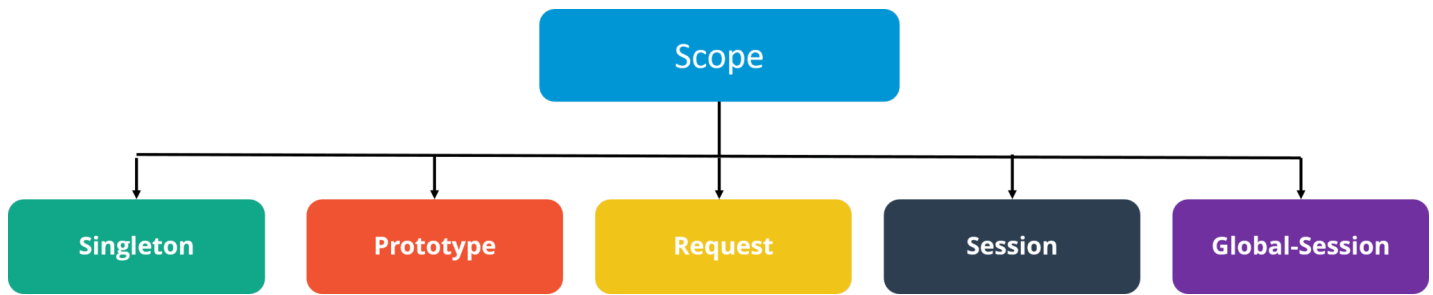 Scope
Singleton
Prototype
Request
Session
Global-Session